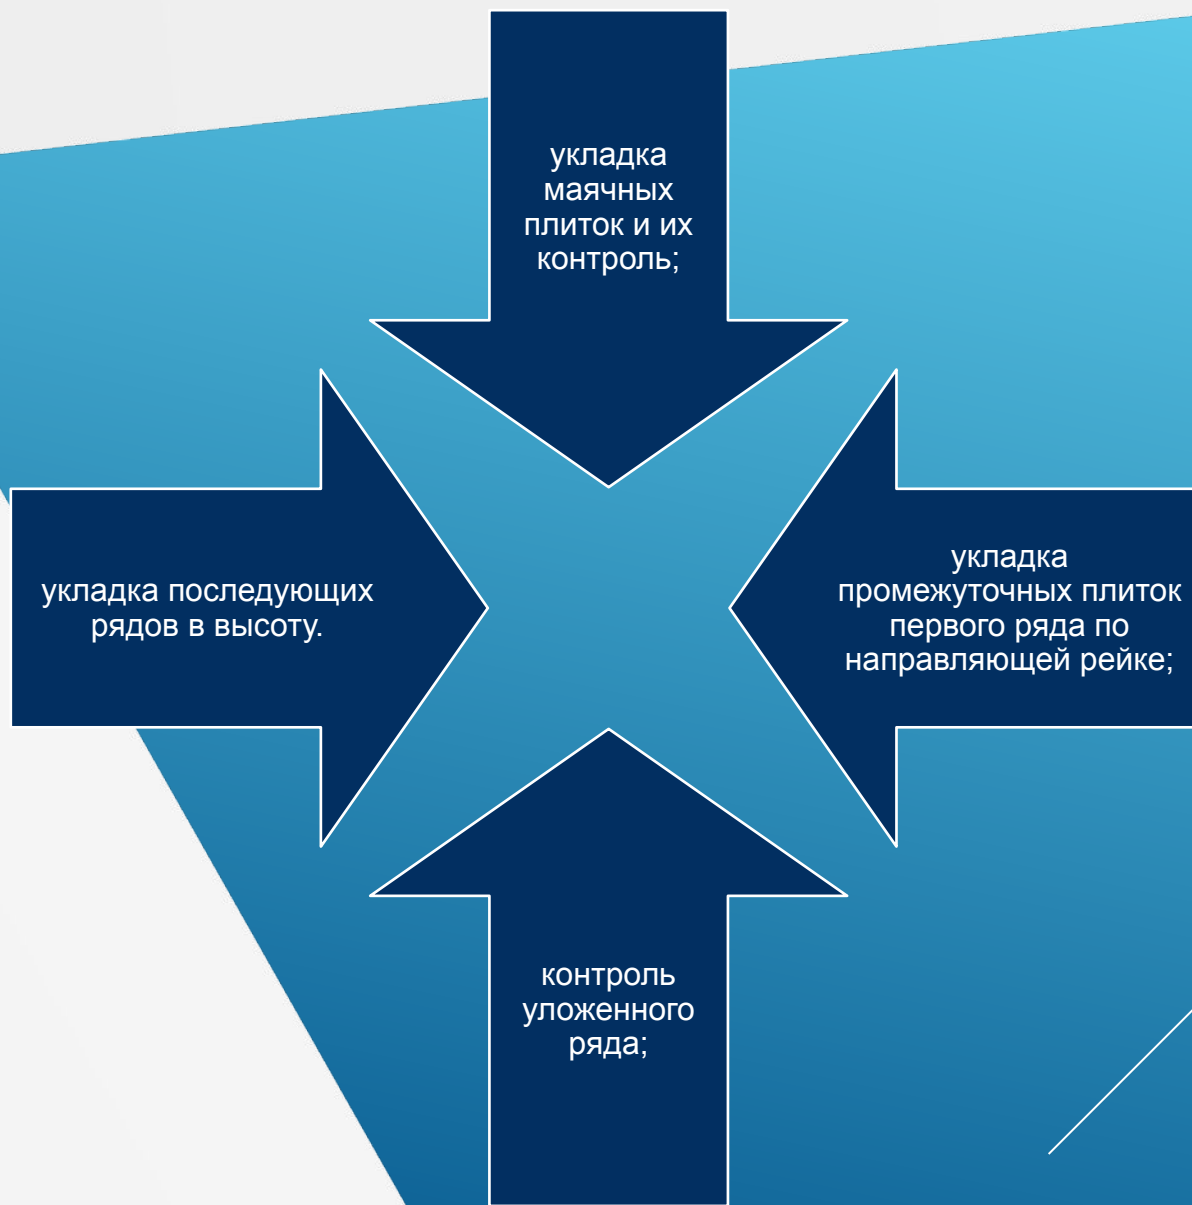 укладка
маячных
плиток и их
контроль;
укладка последующих
рядов в высоту.
укладка
промежуточных плиток
первого ряда по
направляющей рейке;
контроль
уложенного
ряда;